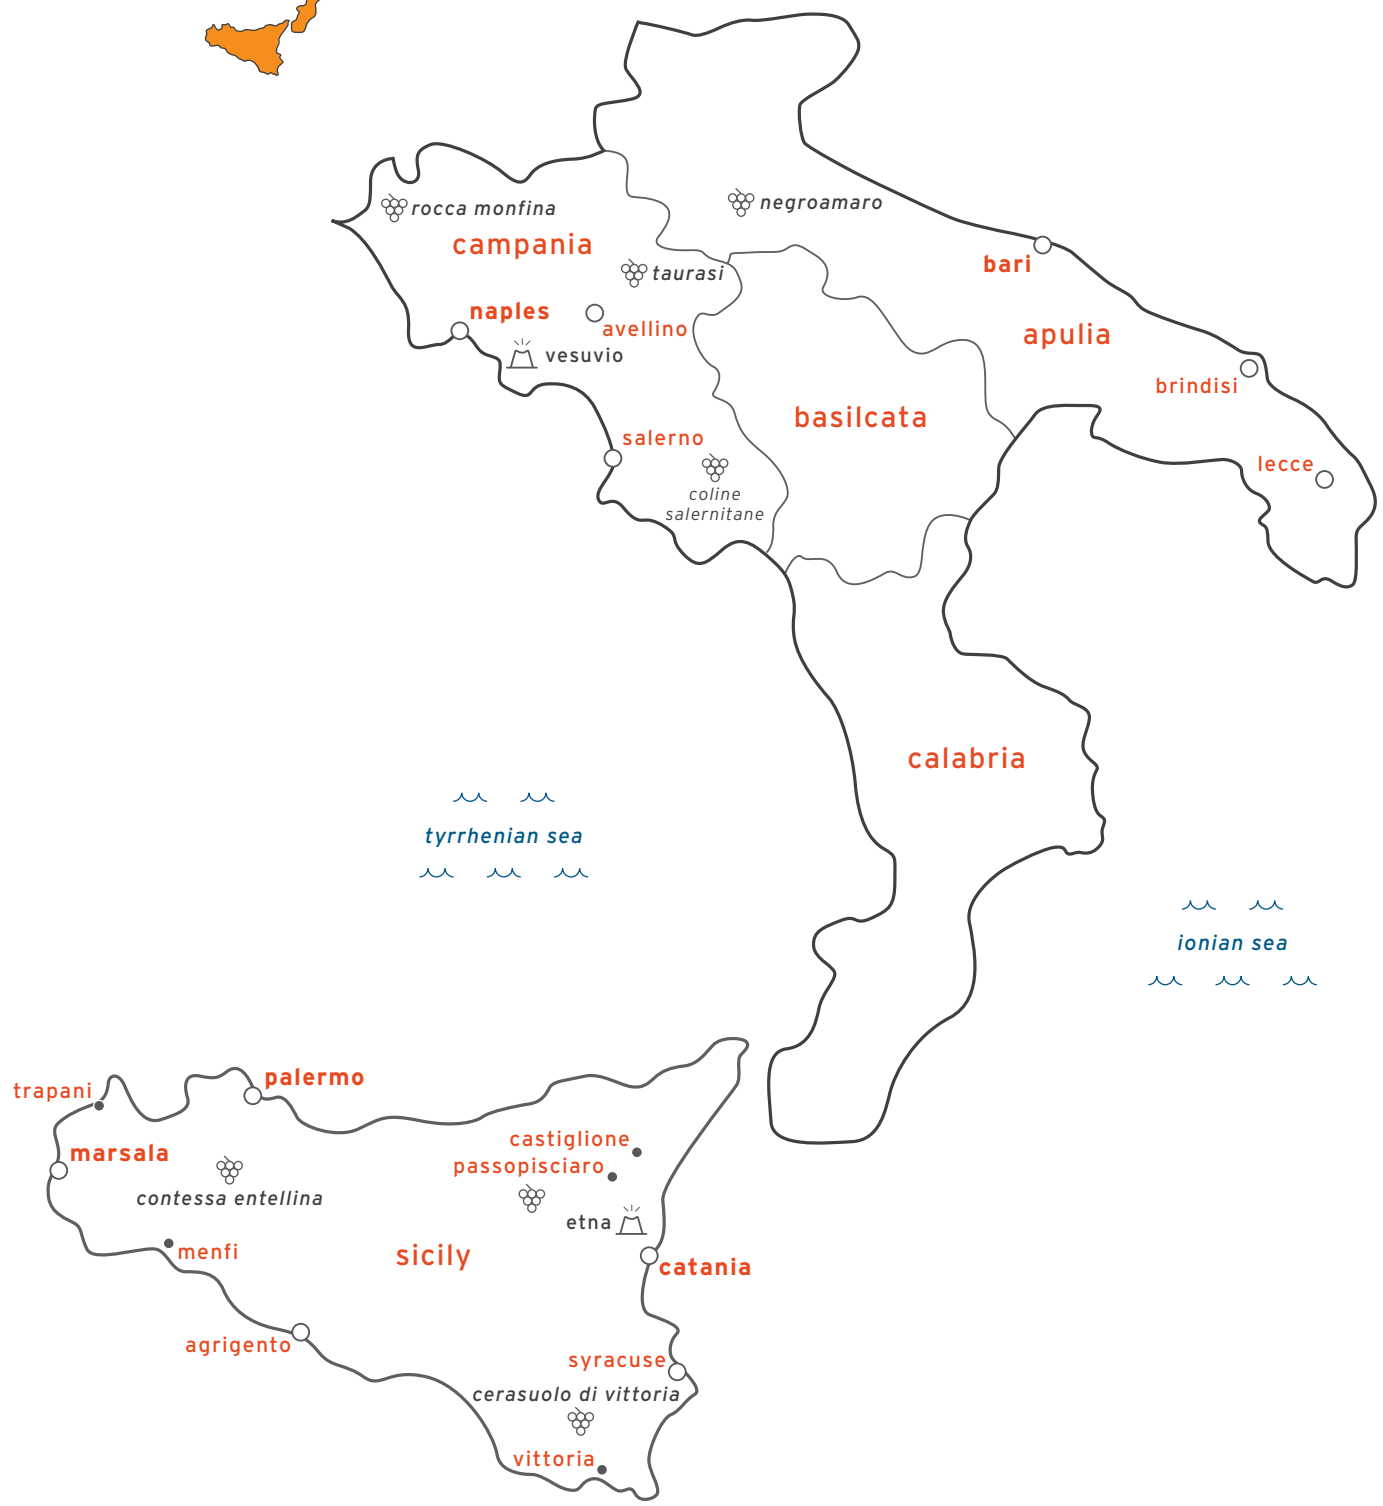 rocca monfina
negroamaro
campania
bari
taurasi
naples
avellino
apulia
vesuvio
brindisi
basilcata
salerno
lecce
coline
salernitane
calabria
tyrrhenian sea
ionian sea
palermo
trapani
marsala
castiglione
passopisciaro
contessa entellina
etna
menfi
sicily
catania
agrigento
syracuse
cerasuolo di vittoria
vittoria